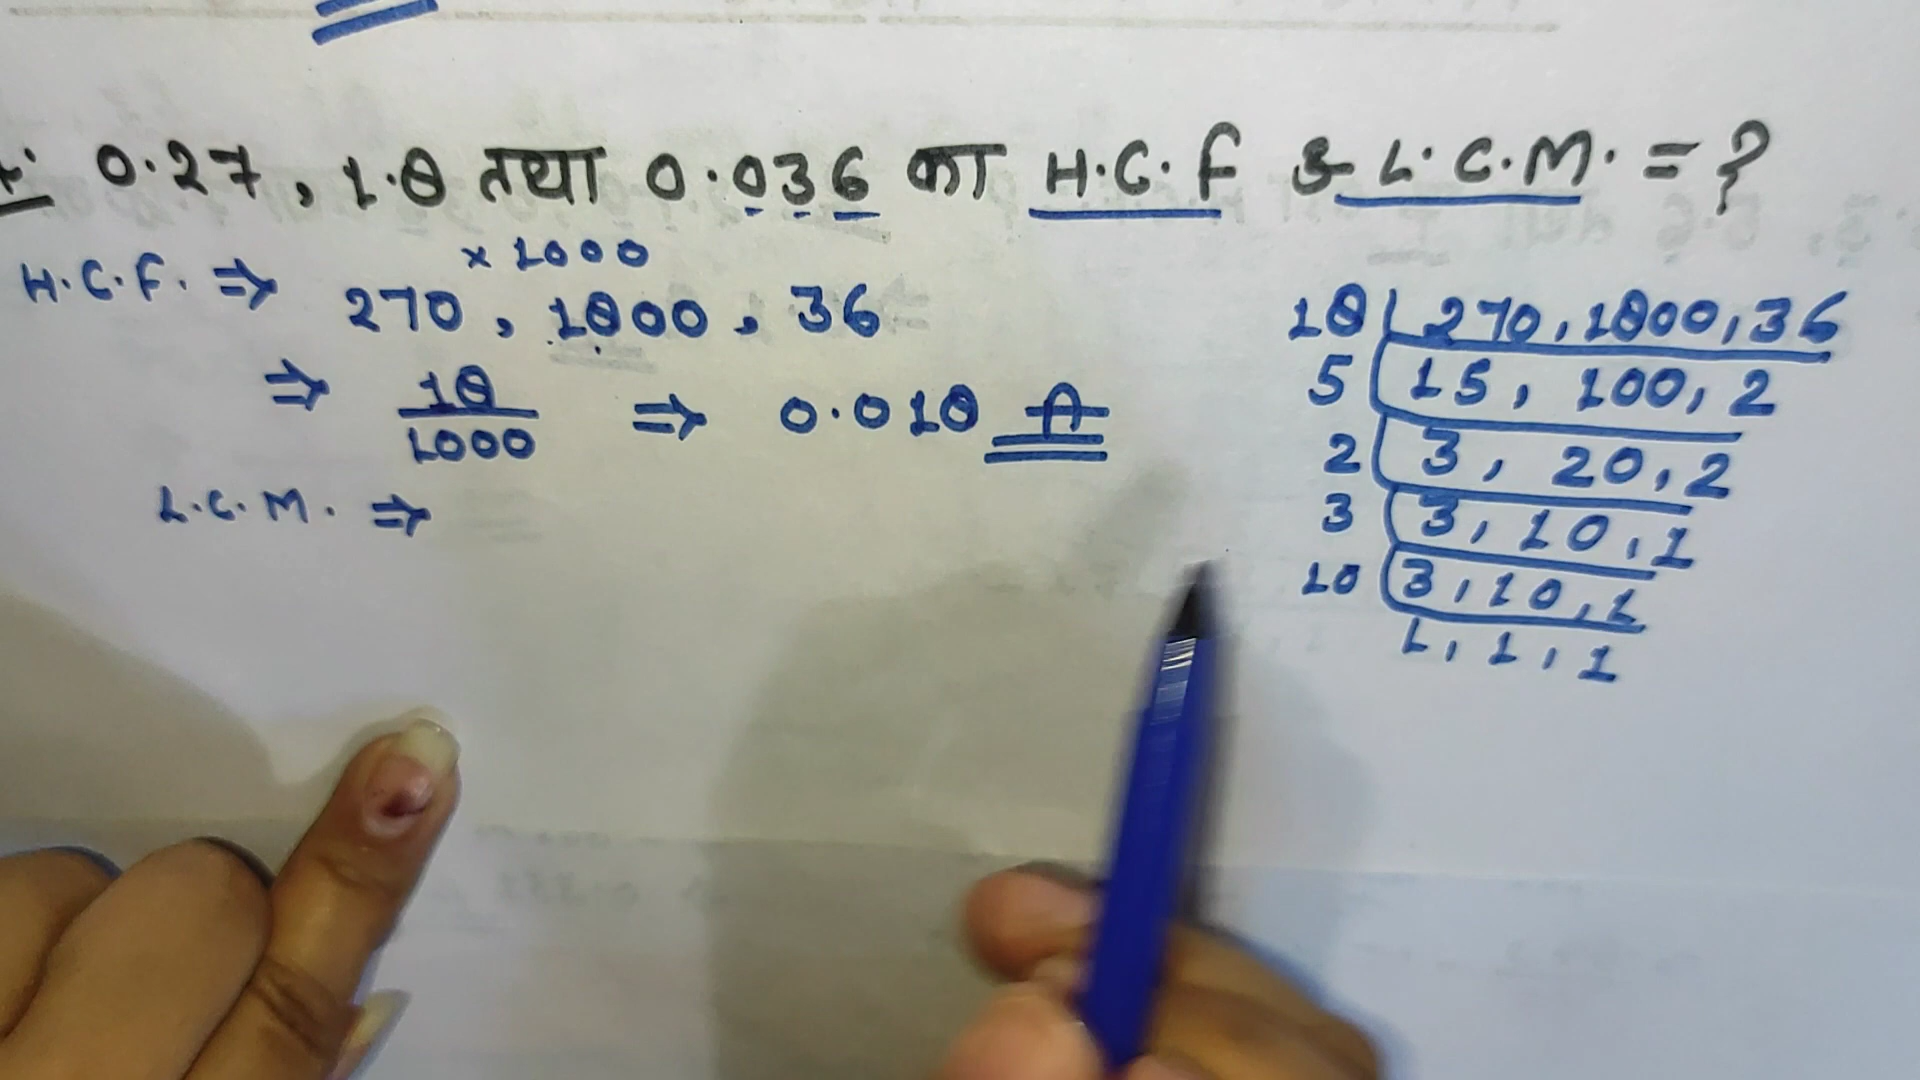 0.27, 1.8 तथा 0.036 का H.C.F & L.C.M. = ?
× 1000
H.C.F. ⇒ 270, 1800, 36
⇒ 18/1000 ⇒ 0.018 A
L.C.M. ⇒
18 270, 1800, 36
5 15, 100, 2
2 3, 20, 2
3 3, 10, 1
10 3, 10, 1
1, 1, 1